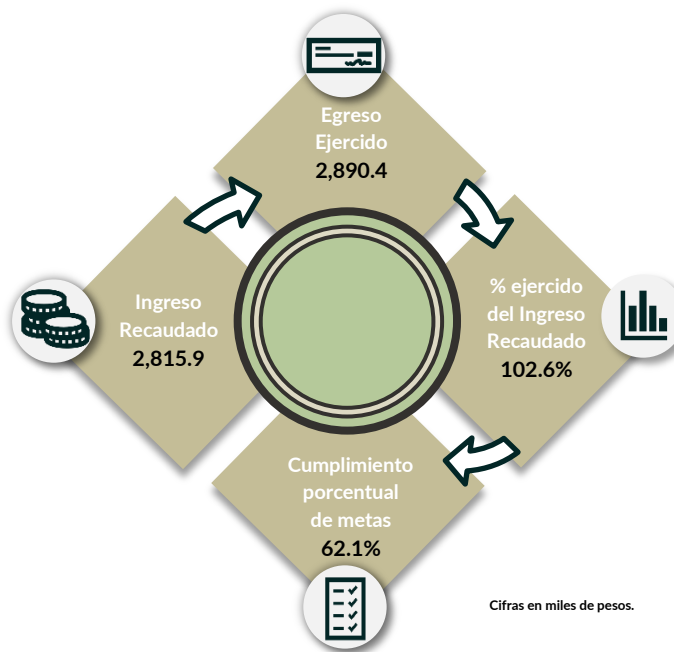 Egreso
Ejercido
2,890.4
Ingreso
Recaudado
2,815.9
% ejercido
del Ingreso
Recaudado
102.6%
Cumplimiento
porcentual
de metas
62.1%
Cifras en miles de pesos.